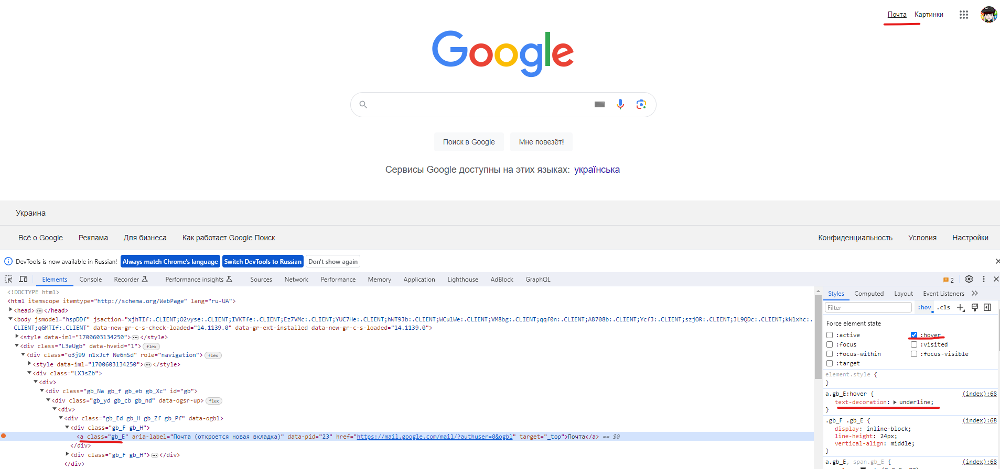 Почта Картинки
Google
Поиск в Google Мне повезёт!
Сервисы Google доступны на этих языках: українська
Украина
Всё о Google Реклама Для бизнеса Как работает Google Поиск Конфиденциальность Условия Настройки
DevTools is now available in Russian! Always match Chrome's language Switch DevTools to Russian Don't show again
Elements Console Recorder Performance insights Sources Network Performance Memory Application Lighthouse AdBlock GraphQL 2
<!DOCTYPE html>
<html itemscope itemtype="http://schema.org/WebPage" lang="ru-UA">
<head> … </head>
<body jsmodel="hspDDf" jsaction="xjhTIf:.CLIENT;O2vyse:.CLIENT;IVKTfe:.CLIENT;Ez7VMc:.CLIENT;YUC7He:.CLIENT;hWT9Jb:.CLIENT;WCulWe:.CLIENT;VM8bg:.CLIENT;qqf0n:.CLIENT;A8708b:.CLIENT;YcfJ:.CLIENT;szjOR:.CLIENT;JL9QDc:.CLIENT;kWlxhc:.
CLIENT;qGMTIf:.CLIENT" data-new-gr-c-s-check-loaded="14.1139.0" data-gr-ext-installed data-new-gr-c-s-loaded="14.1139.0">
<style data-iml="1700603134250"> … </style>
<div class="L3eUgb" data-hveid="1"> flex
<div class="o3j99 n1xJcf Ne6nSd" role="navigation"> flex
<style data-iml="1700603134250"> … </style>
<div class="LX3sZb">
<div>
<div class="gb_Na gb_f gb_eb gb_Xc" id="gb">
<div class="gb_yd gb_cb gb_nd" data-ogsr-up> flex
<div>
<div class="gb_Ed gb_H gb_Zf gb_Pf" data-ogbl>
<div class="gb_F gb_H">
<a class="gb_E" aria-label="Почта (откроется новая вкладка)" data-pid="23" href="https://mail.google.com/mail/?authuser=0&ogbl" target="_top">Почта</a> == $0
</div>
<div class="gb_F gb_H"> … </div>
</div>
Styles Computed Layout Event Listeners
Filter :hov .cls
Force element state
:active :hover
:focus :visited
:focus-within :focus-visible
:target
element.style {
}
a.gb_E:hover { (index):68
text-decoration: underline;
}
.gb_F .gb_E { (index):68
display: inline-block;
line-height: 24px;
vertical-align: middle;
}
a.gb_E, span.gb_E { (index):68